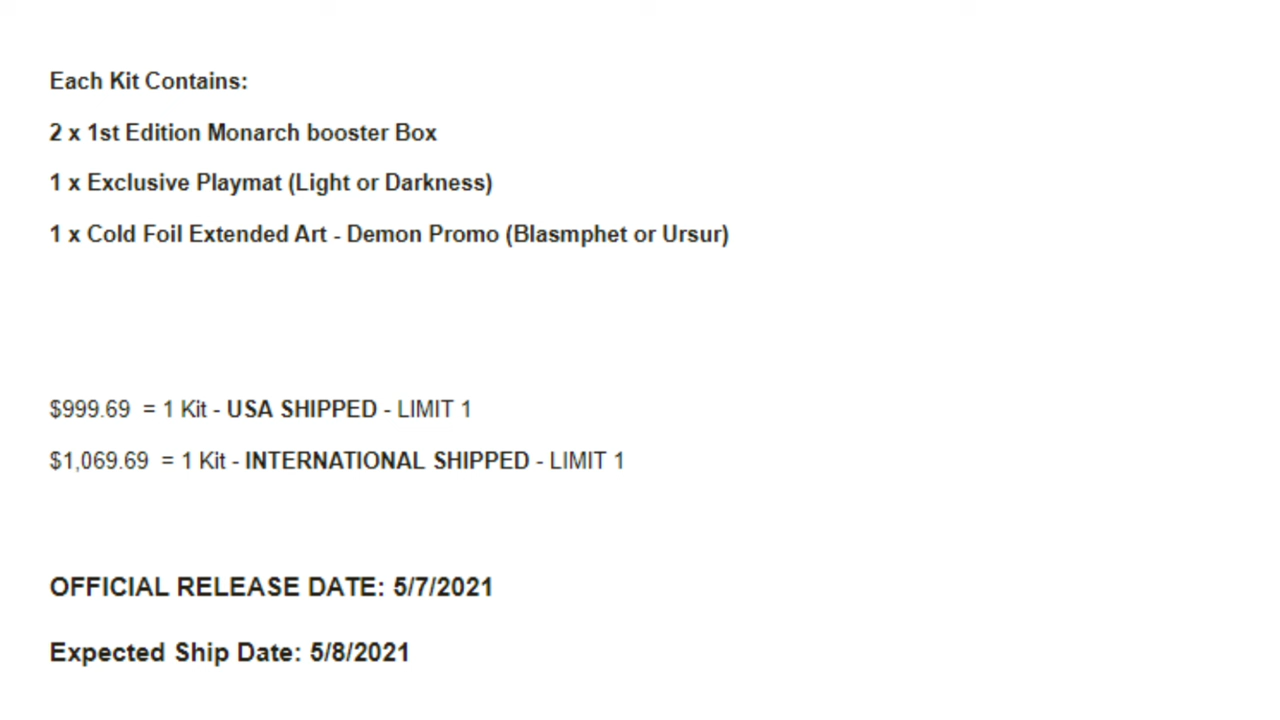 Each Kit Contains:
2 x 1st Edition Monarch booster Box
1 x Exclusive Playmat (Light or Darkness)
1 x Cold Foil Extended Art - Demon Promo (Blasmphet or Ursur)
$999.69 = 1 Kit - USA SHIPPED - LIMIT 1
$1,069.69 = 1 Kit - INTERNATIONAL SHIPPED - LIMIT 1
OFFICIAL RELEASE DATE: 5/7/2021
Expected Ship Date: 5/8/2021